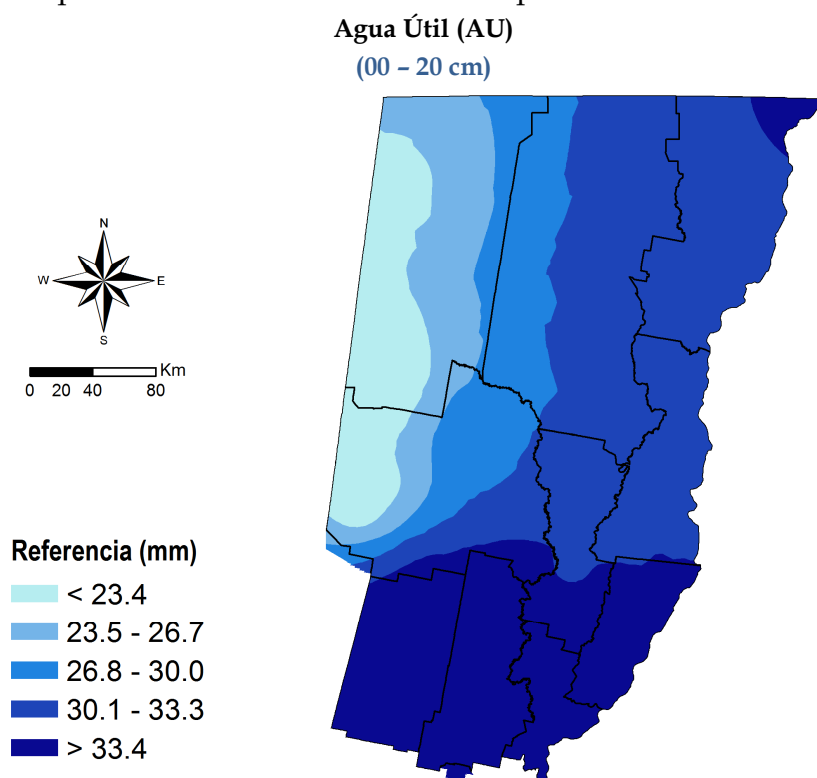 Agua Útil (AU)
(00 – 20 cm)
N
W E
S
Km
0 20 40 80
Referencia (mm)
< 23.4
23.5 - 26.7
26.8 - 30.0
30.1 - 33.3
> 33.4